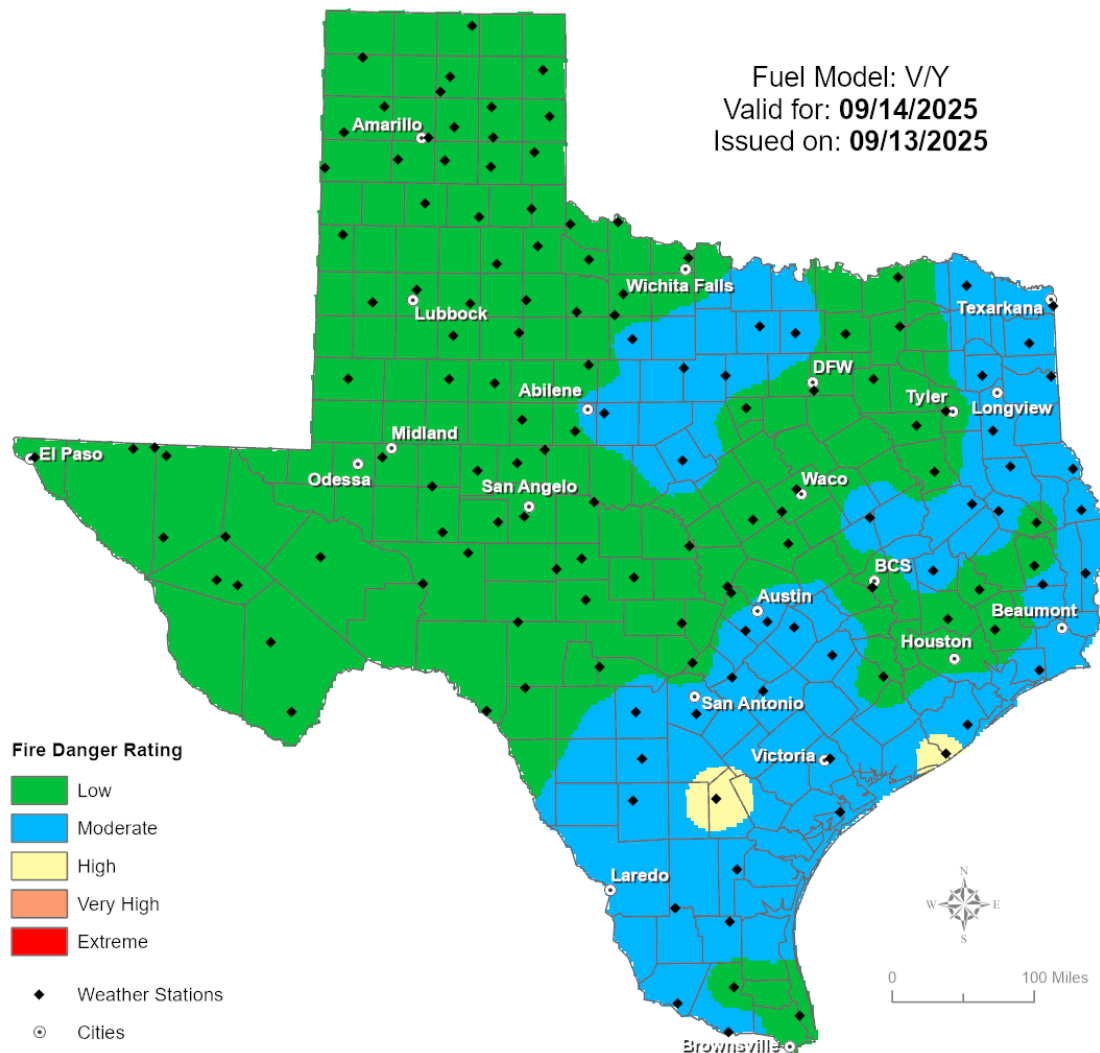 Fuel Model: V/Y
Valid for: 09/14/2025
Issued on: 09/13/2025
Amarillo
Wichita Falls
Lubbock
Texarkana
DFW
Abilene
Tyler
Longview
Midland
El Paso
Odessa
San Angelo
Waco
BCS
Austin
Beaumont
Houston
San Antonio
Victoria
Laredo
Brownsville
Fire Danger Rating
Low
Moderate
High
Very High
Extreme
Weather Stations
Cities
N
W E
S
0 100 Miles